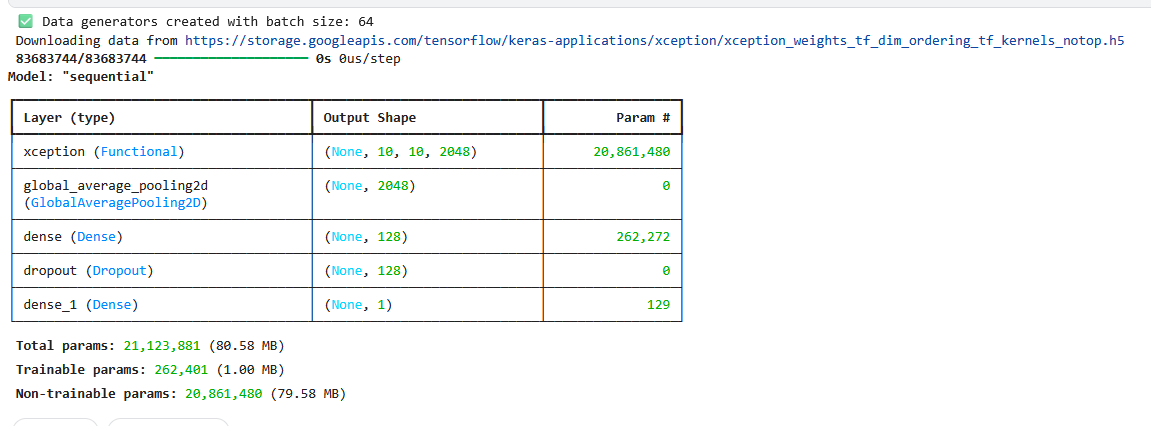 ✅ Data generators created with batch size: 64
Downloading data from https://storage.googleapis.com/tensorflow/keras-applications/xception/xception_weights_tf_dim_ordering_tf_kernels_notop.h5
83683744/83683744 ━━━━━━━━━━━━━━━━━━━━ 0s 0us/step
Model: "sequential"
Layer (type) Output Shape Param #
xception (Functional) (None, 10, 10, 2048) 20,861,480
global_average_pooling2d (None, 2048) 0
(GlobalAveragePooling2D)
dense (Dense) (None, 128) 262,272
dropout (Dropout) (None, 128) 0
dense_1 (Dense) (None, 1) 129
Total params: 21,123,881 (80.58 MB)
Trainable params: 262,401 (1.00 MB)
Non-trainable params: 20,861,480 (79.58 MB)